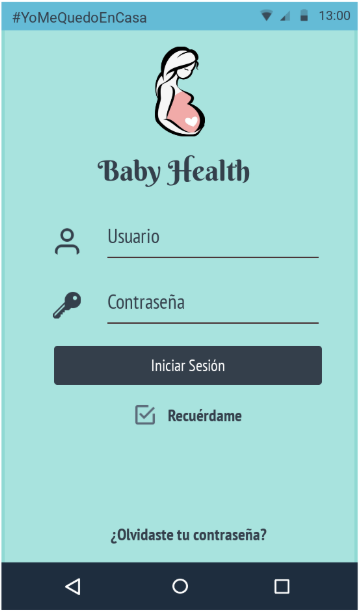 #YoMeQuedoEnCasa 13:00
Baby Health
Usuario
Contraseña
Iniciar Sesión
Recuérdame
¿Olvidaste tu contraseña?